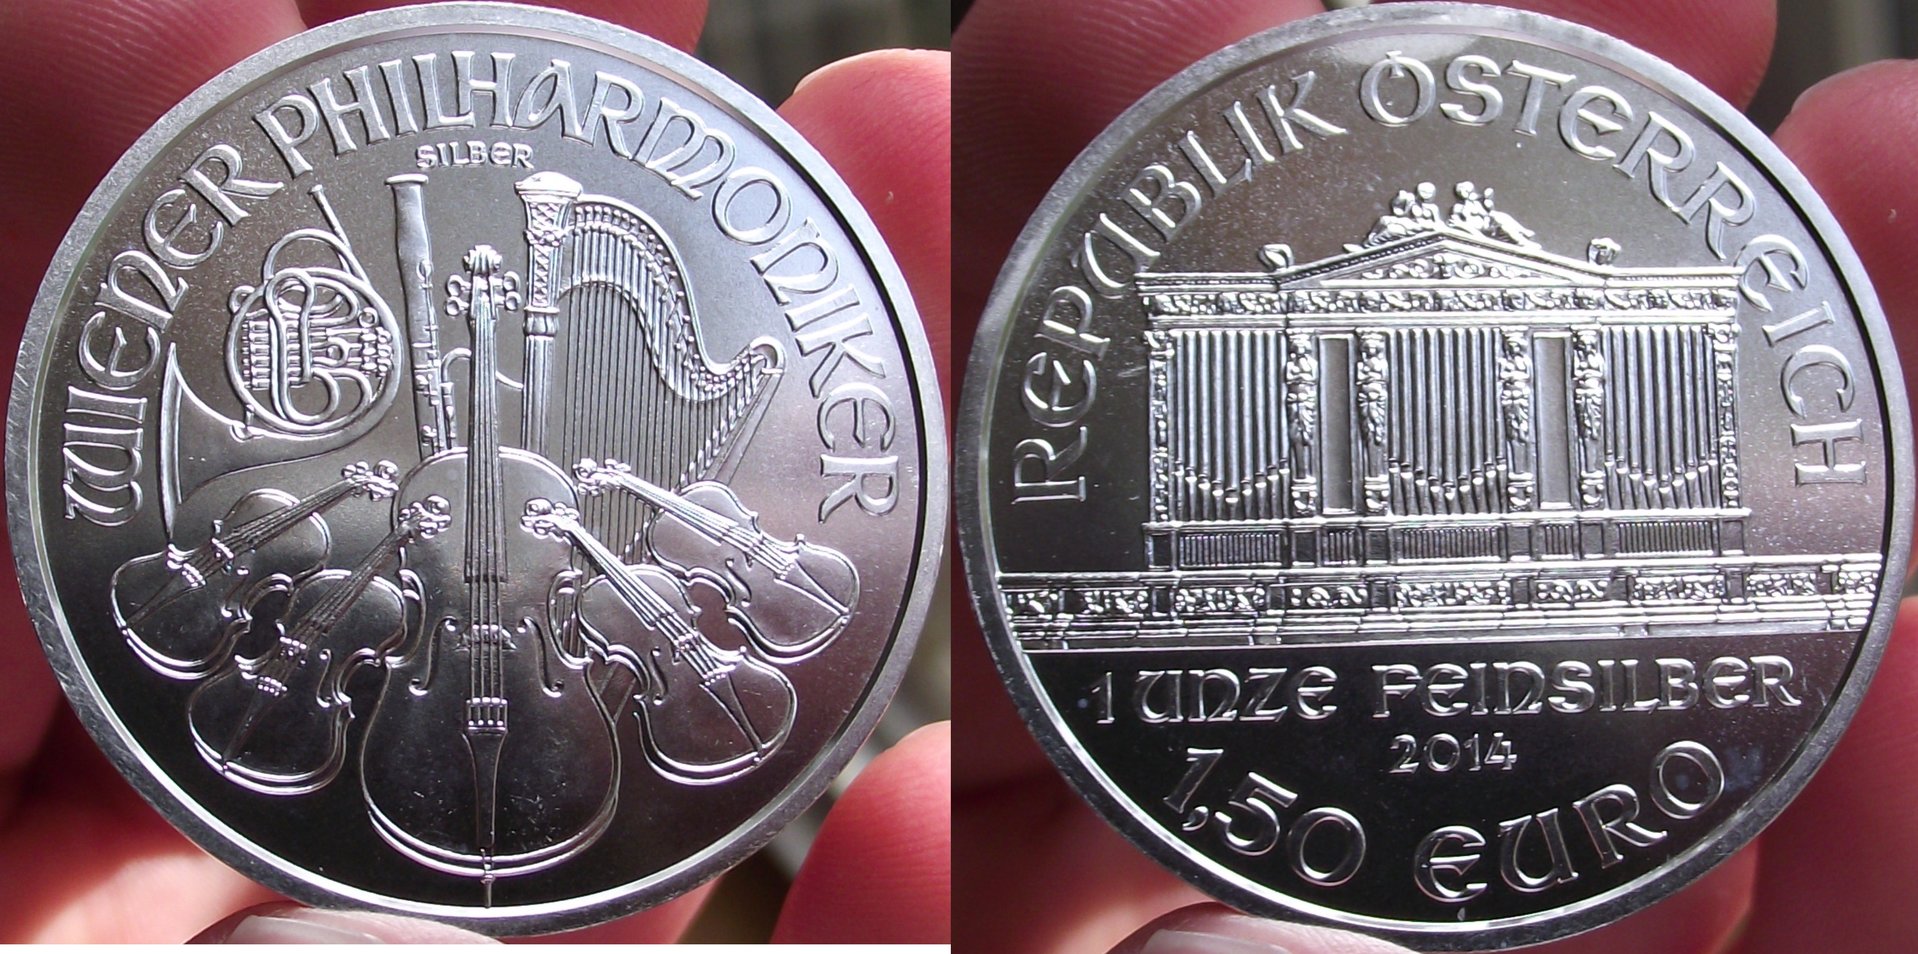 WIENER PHILHARMONIKER
SILBER
REPUBLIK ÖSTERREICH
1 UNZE FEINSILBER
2014
1,50 EURO